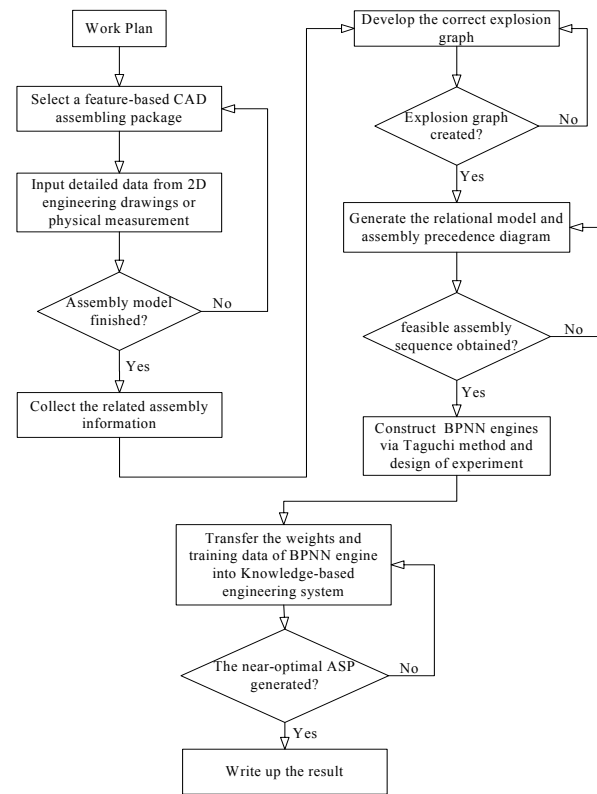 Work Plan
Select a feature-based CAD
assembling package
Input detailed data from 2D
engineering drawings or
physical measurement
Assembly model
finished?
No
Yes
Collect the related assembly
information
Develop the correct explosion
graph
Explosion graph
created?
No
Yes
Generate the relational model and
assembly precedence diagram
feasible assembly
sequence obtained?
No
Yes
Construct BPNN engines
via Taguchi method and
design of experiment
Transfer the weights and
training data of BPNN engine
into Knowledge-based
engineering system
The near-optimal ASP
generated?
No
Yes
Write up the result